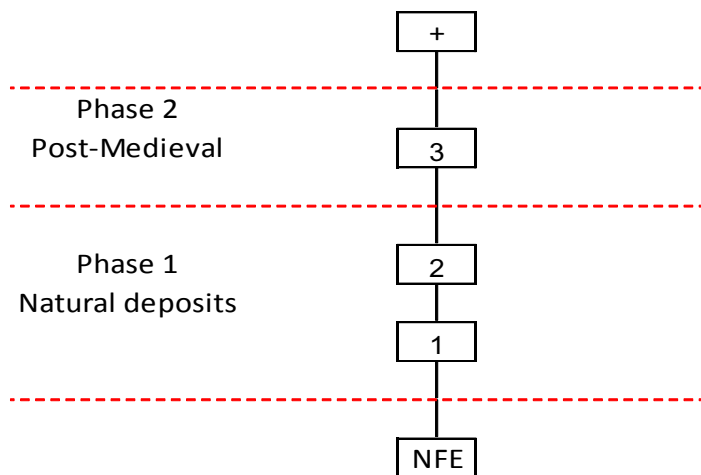 +
Phase 2
Post-Medieval
3
Phase 1
Natural deposits
2
1
NFE